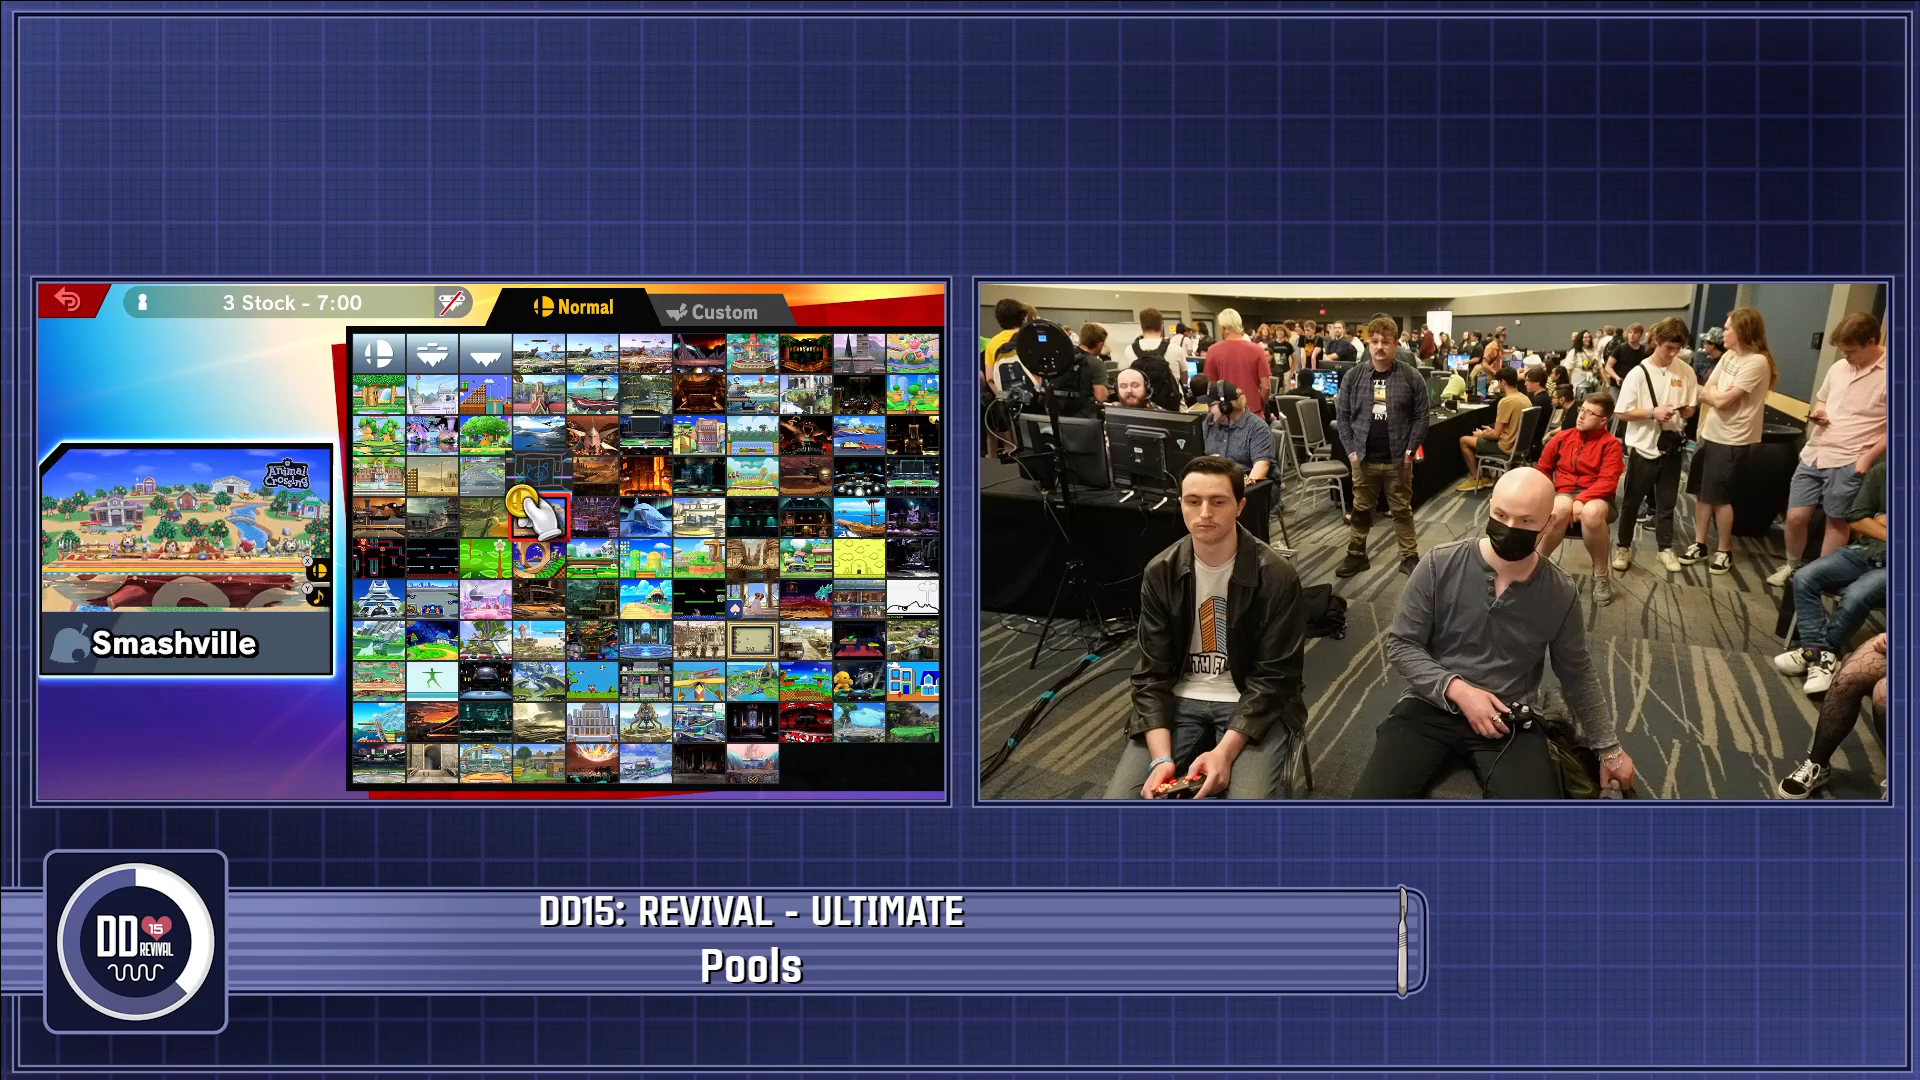 3 Stock - 7:00
Normal
Custom
Animal
Crossing
Smashville
DD15: REVIVAL - ULTIMATE
Pools
DD
15
REVIVAL